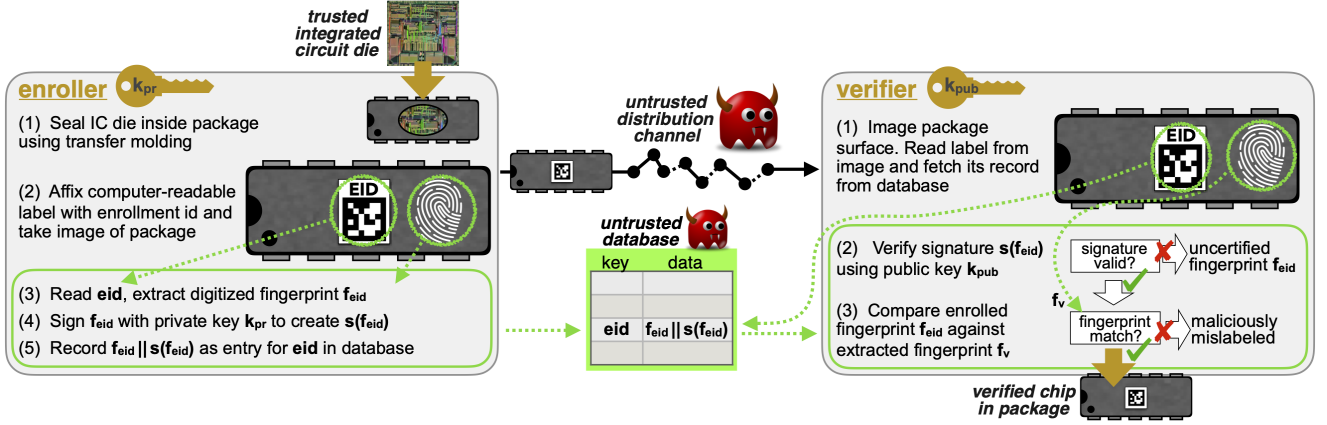 trusted
integrated
circuit die
enroller
kpr
(1) Seal IC die inside package
using transfer molding
(2) Affix computer-readable
label with enrollment id and
take image of package
EID
(3) Read eid, extract digitized fingerprint feid
(4) Sign feid with private key kpr to create s(feid)
(5) Record feid || s(feid) as entry for eid in database
untrusted
distribution
channel
untrusted
database
key data
eid feid || s(feid)
verifier
kpub
(1) Image package
surface. Read label from
image and fetch its record
from database
EID
(2) Verify signature s(feid)
using public key kpub
(3) Compare enrolled
fingerprint feid against
extracted fingerprint fv
signature
valid?
uncertified
fingerprint feid
fv
fingerprint
match?
maliciously
mislabeled
verified chip
in package